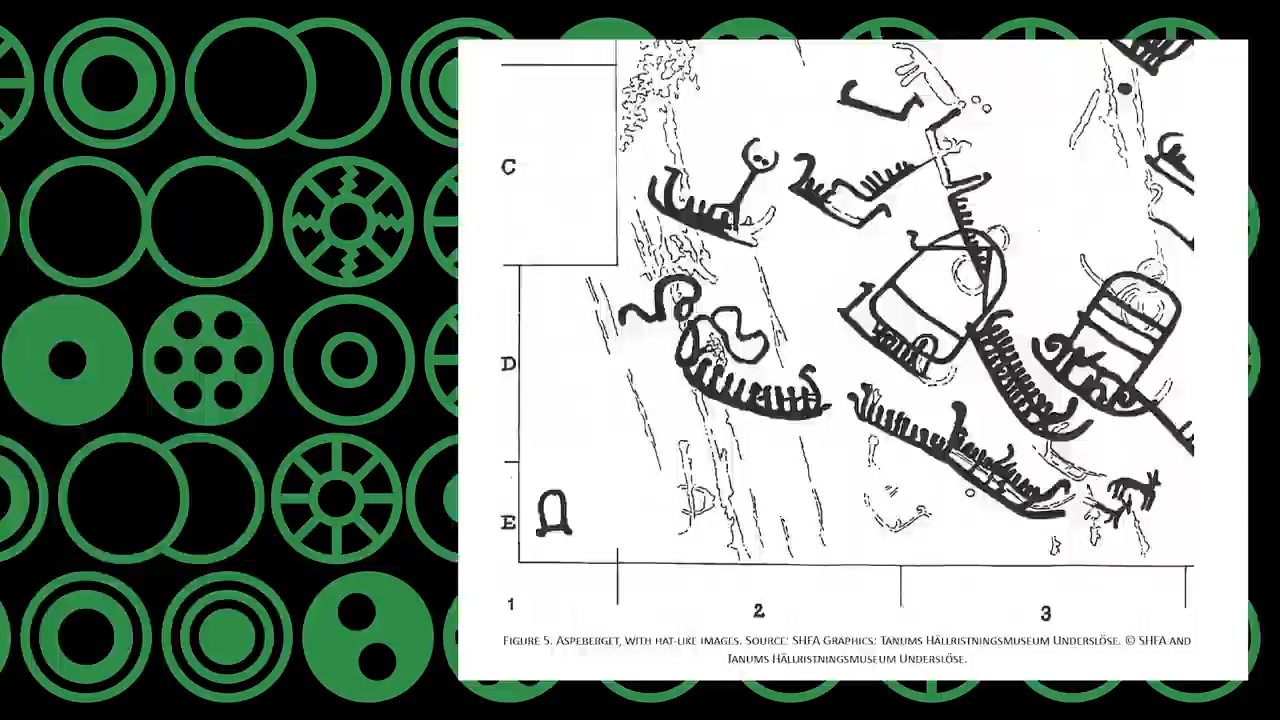 C
D
E
1 2 3
FIGURE 5. ASPEBERGET, WITH HAT-LIKE IMAGES. SOURCE: SHFA GRAPHICS: TANUMS HÄLLRISTNINGSMUSEUM UNDERSLÖSE. © SHFA AND
TANUMS HÄLLRISTNINGSMUSEUM UNDERSLÖSE.